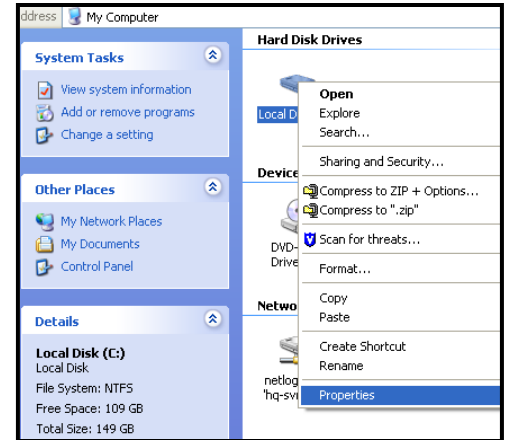 ddress My Computer
System Tasks
View system information
Add or remove programs
Change a setting
Other Places
My Network Places
My Documents
Control Panel
Details
Local Disk (C:)
Local Disk
File System: NTFS
Free Space: 109 GB
Total Size: 149 GB
Hard Disk Drives
Local D
Device
DVD-
Drive
Netwo
netlog
'hq-svi
Open
Explore
Search...
Sharing and Security...
Compress to ZIP + Options...
Compress to ".zip"
Scan for threats...
Format...
Copy
Paste
Create Shortcut
Rename
Properties